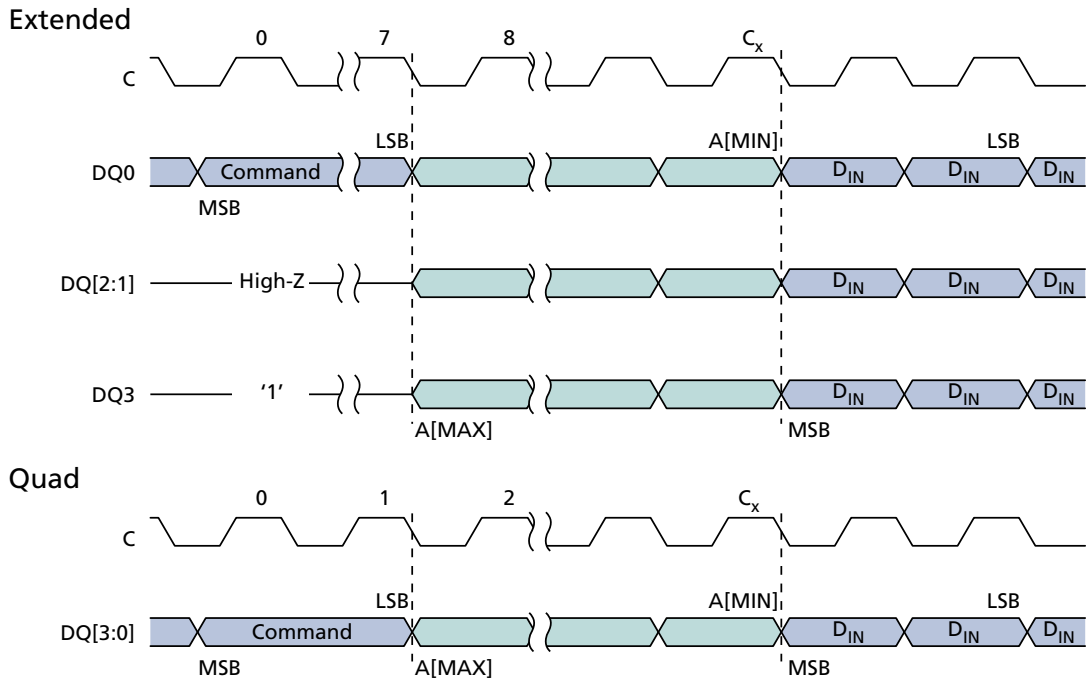 Extended
0 7 8 Cx
C
LSB A[MIN] LSB
DQ0 Command DIN DIN DIN
MSB
DQ[2:1] High-Z DIN DIN DIN
DQ3 ‘1’ DIN DIN DIN
A[MAX] MSB
Quad
0 1 2 Cx
C
LSB A[MIN] LSB
DQ[3:0] Command DIN DIN DIN
MSB A[MAX] MSB